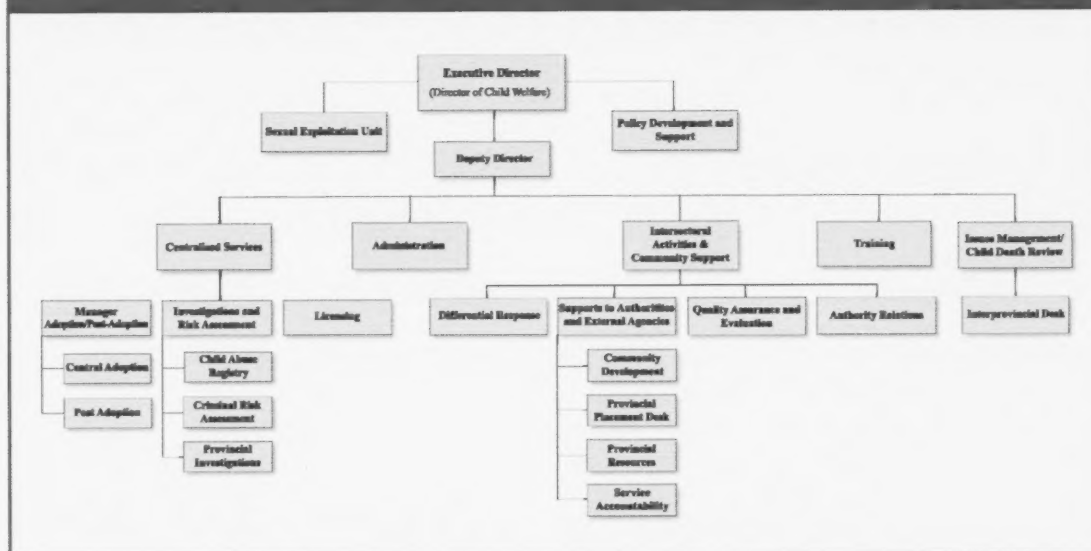 Executive Director
(Director of Child Welfare)
Sexual Exploitation Unit
Policy Development and
Support
Deputy Director
Centralized Services
Administration
Intersectoral
Activities &
Community Support
Training
Issues Management/
Child Death Review
Manager
Adoption/Post-Adoption
Investigations and
Risk Assessment
Licensing
Differential Response
Supports to Authorities
and External Agencies
Quality Assurance and
Evaluation
Authority Relations
Interprovincial Desk
Central Adoption
Post Adoption
Child Abuse
Registry
Criminal Risk
Assessment
Provincial
Investigations
Community
Development
Provincial
Placement Desk
Provincial
Resources
Service
Accountability